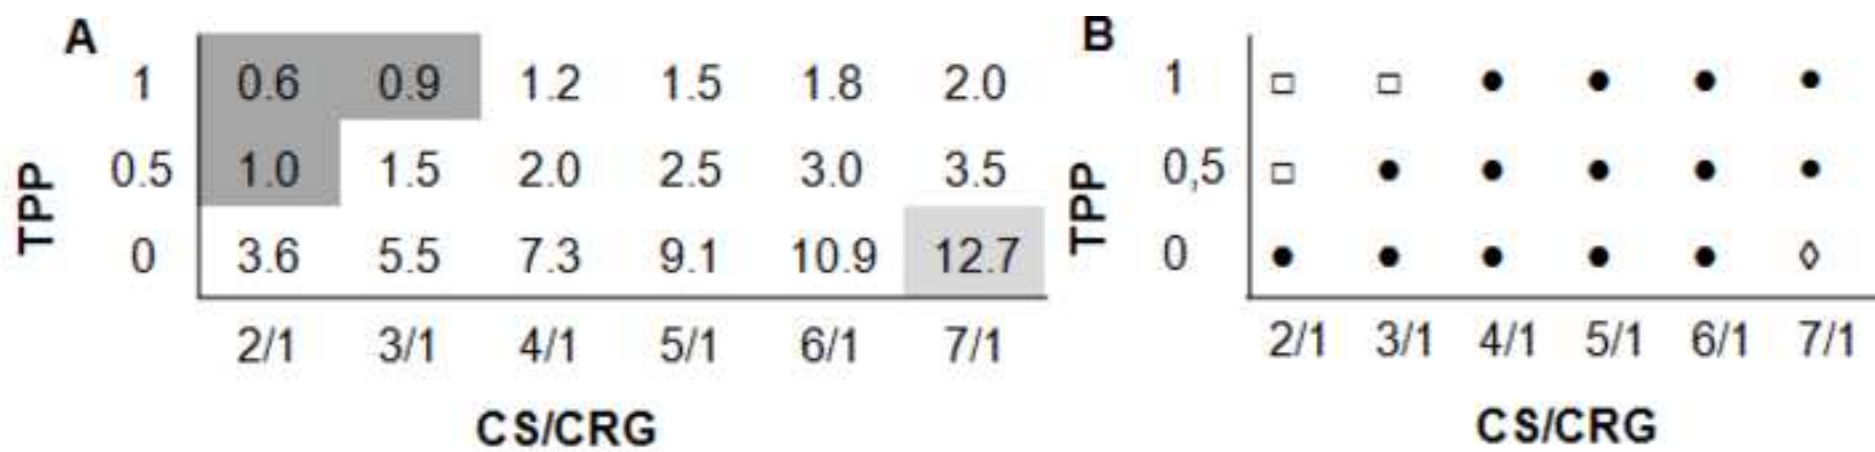 A
1 0.6 0.9 1.2 1.5 1.8 2.0
0.5 1.0 1.5 2.0 2.5 3.0 3.5
0 3.6 5.5 7.3 9.1 10.9 12.7
TPP
2/1 3/1 4/1 5/1 6/1 7/1
CS/CRG
B
1
0,5
0
TPP
2/1 3/1 4/1 5/1 6/1 7/1
CS/CRG